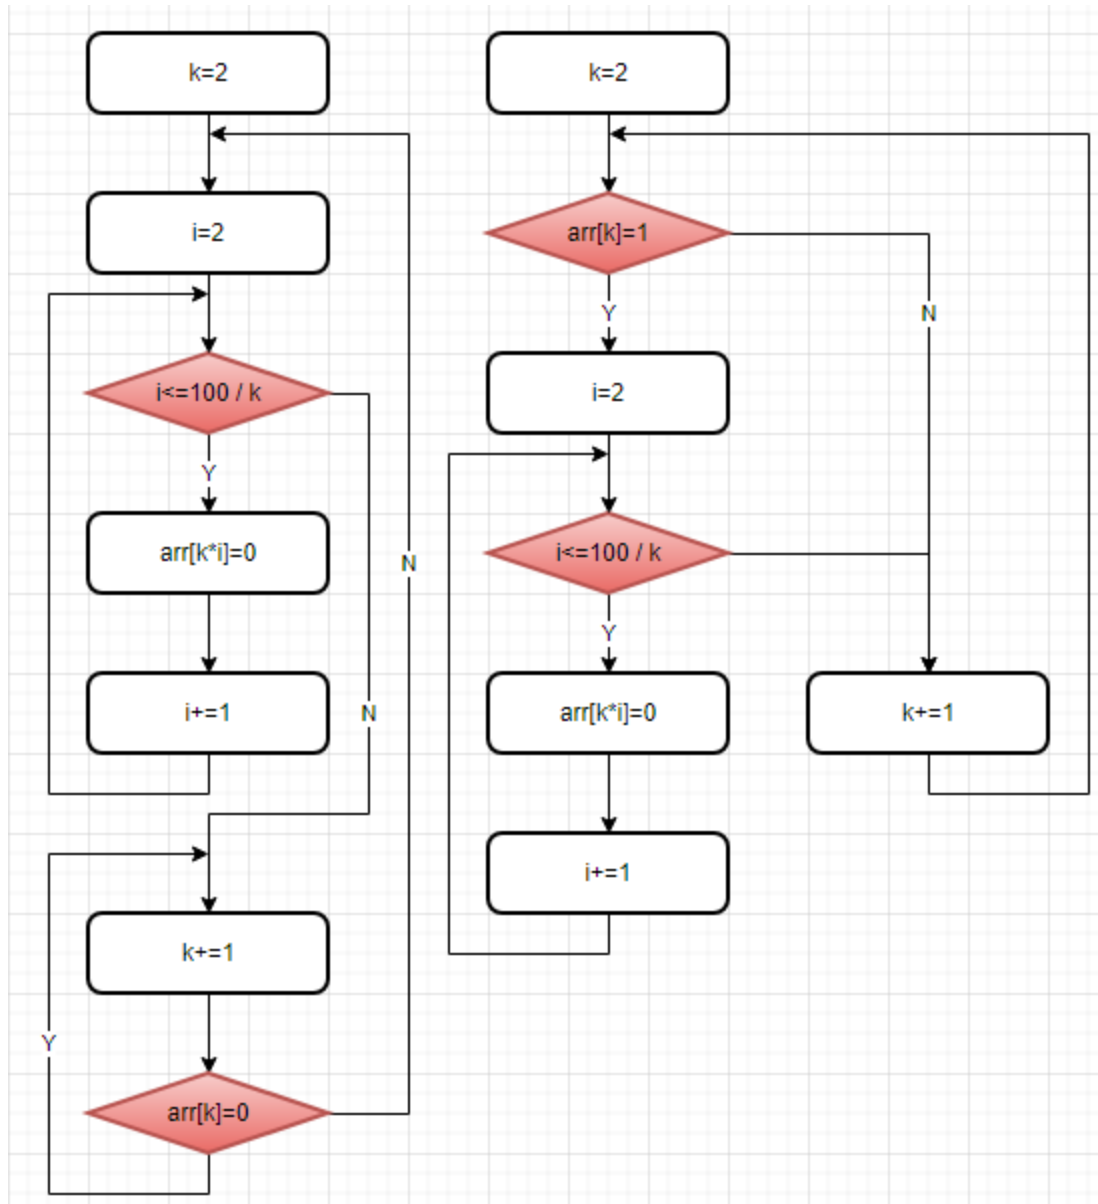 k=2
i=2
i<=100 / k
Y
arr[k*i]=0
i+=1
N
k+=1
Y
arr[k]=0
N
k=2
arr[k]=1
Y
N
i=2
i<=100 / k
Y
arr[k*i]=0
k+=1
i+=1